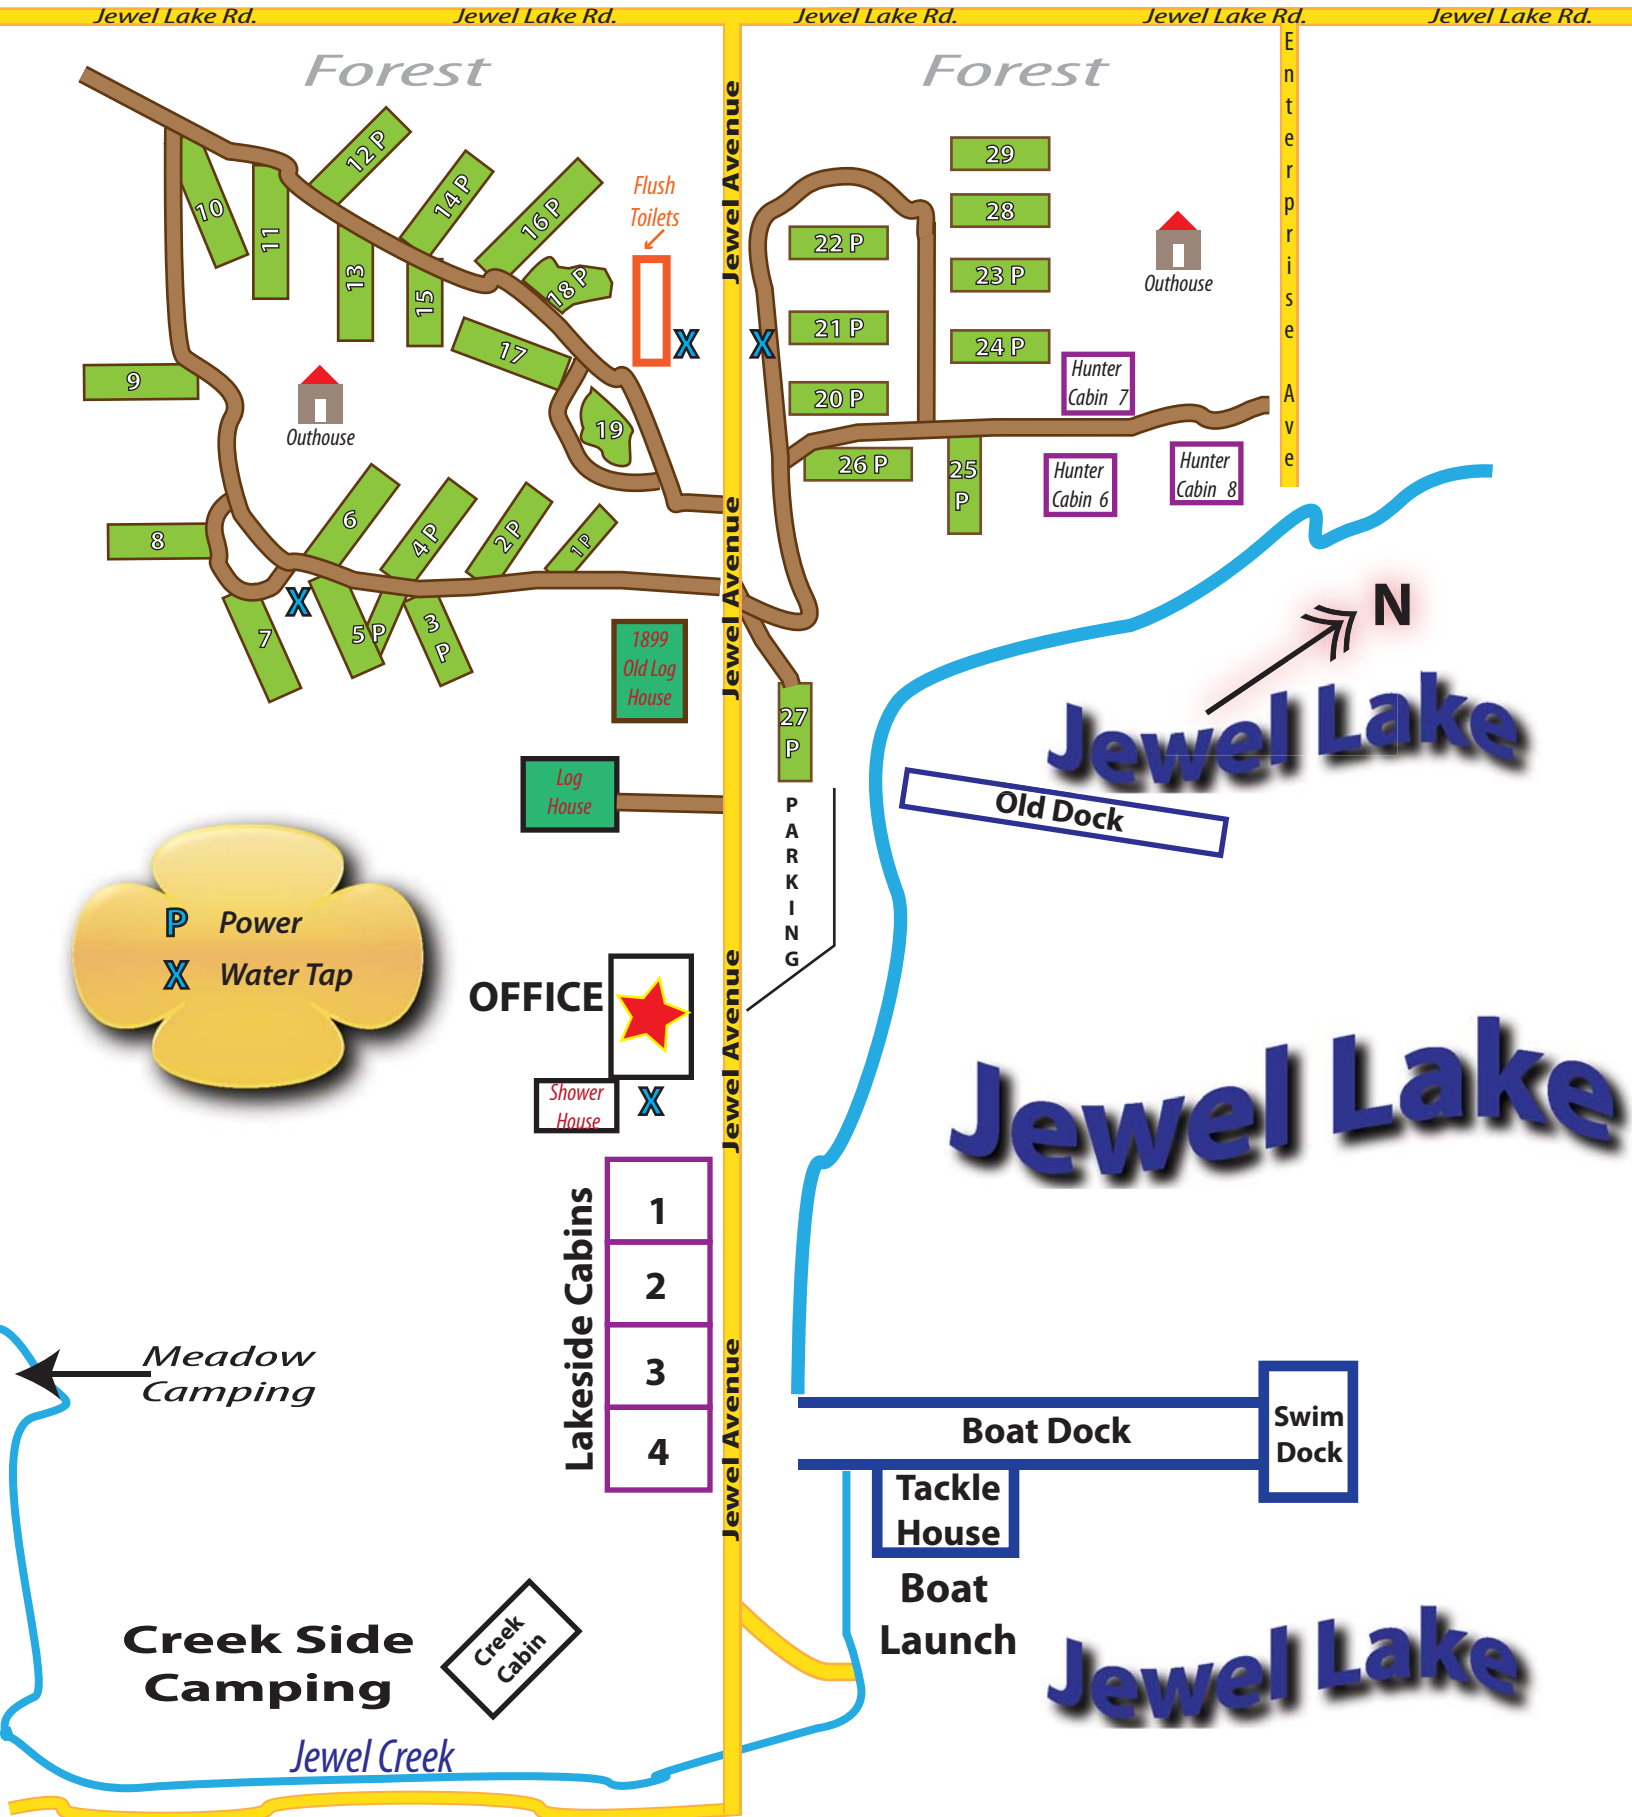 Jewel Lake Rd.
Jewel Lake Rd.
Jewel Lake Rd.
Jewel Lake Rd.
Jewel Lake Rd.
Forest
Forest
Enterprise Ave
Jewel Avenue
12 P
14 P
16 P
10
11
13
15
18 P
17
19
9
Flush
Toilets
X
X
Outhouse
29
28
22 P
23 P
21 P
24 P
20 P
26 P
25
P
Outhouse
Hunter
Cabin 7
Hunter
Cabin 6
Hunter
Cabin 8
6
4 P
2 P
1 P
8
X
7
5 P
3
P
Jewel Avenue
1899
Old Log
House
27
P
N
Jewel Lake
Log
House
Old Dock
PARKING
P Power
X Water Tap
OFFICE
Jewel Avenue
Shower
House
X
Jewel Lake
Lakeside Cabins
1
2
3
4
Jewel Avenue
Meadow
Camping
Boat Dock
Swim
Dock
Tackle
House
Boat
Launch
Creek Side
Camping
Creek
Cabin
Jewel Lake
Jewel Creek